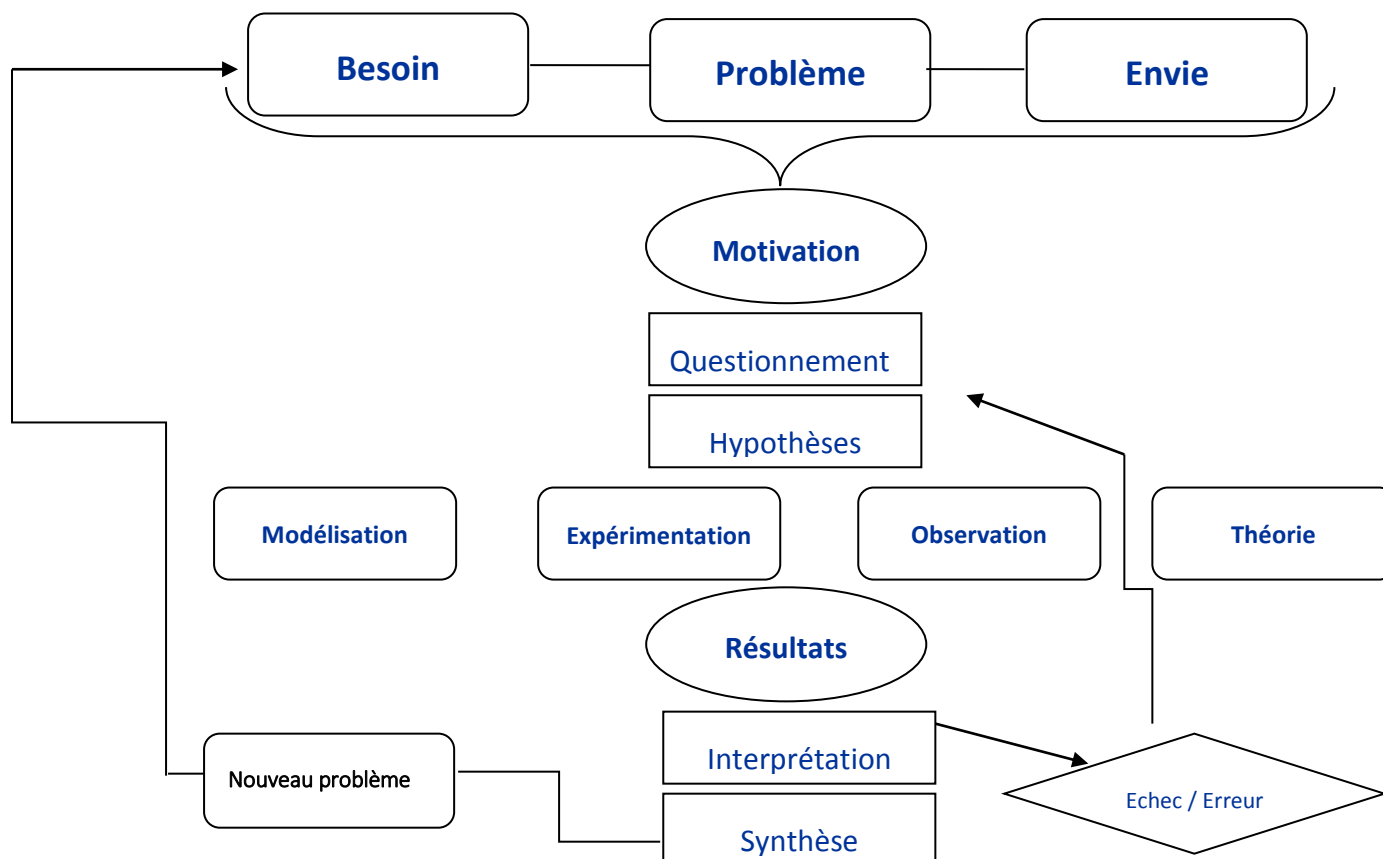 Besoin
Problème
Envie
Motivation
Questionnement
Hypothèses
Modélisation
Expérimentation
Observation
Théorie
Résultats
Interprétation
Nouveau problème
Echec / Erreur
Synthèse